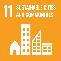 11 SUSTAINABLE CITIES
AND COMMUNITIES